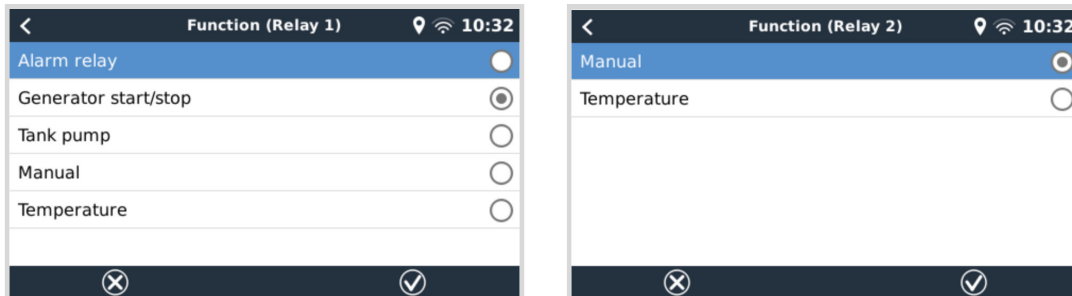 Function (Relay 1) 10:32
Alarm relay
Generator start/stop
Tank pump
Manual
Temperature
Function (Relay 2) 10:32
Manual
Temperature